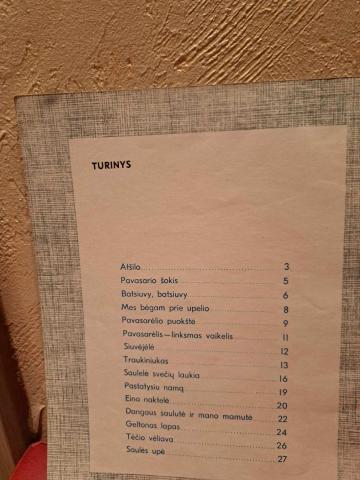 TURINYS
Atšilo 3
Pavasario šokis 5
Batsiuvy, batsiuvy 6
Mes bėgam prie upelio 8
Pavasarėlio puokštė 9
Pavasarėlis—linksmas vaikelis 11
Siuvėjėlė 12
Traukiniukas 13
Saulelė svečių laukia 16
Pastatysiu namą 19
Eina naktelė 20
Dangaus saulutė ir mano mamutė 22
Geltonas lapas 24
Tėčio vėliava 26
Saulės upė 27